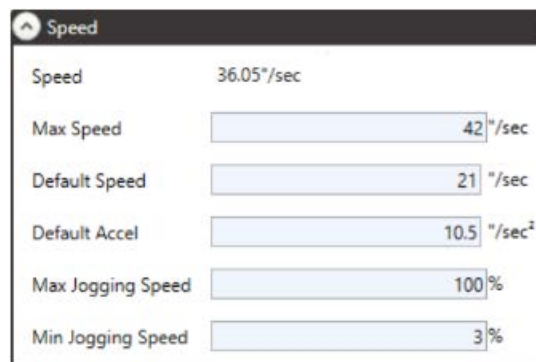 Speed
Speed 36.05"/sec
Max Speed 42 "/sec
Default Speed 21 "/sec
Default Accel 10.5 "/sec²
Max Jogging Speed 100 %
Min Jogging Speed 3 %